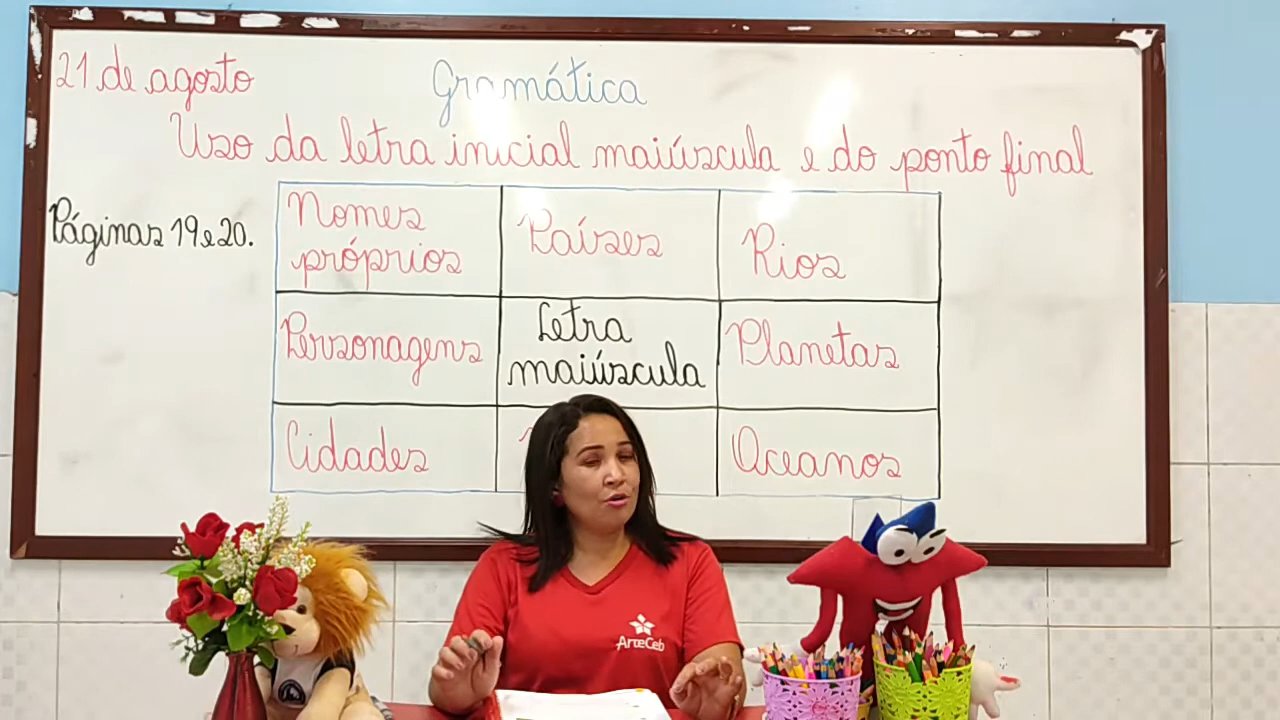 21 de agosto
Gramática
Uso da letra inicial maiúscula e do ponto final
Páginas 19 e 20.
Nomes
próprios
Países
Rios
Personagens
Letra
maiúscula
Planetas
Cidades
Oceanos
ArteCeb